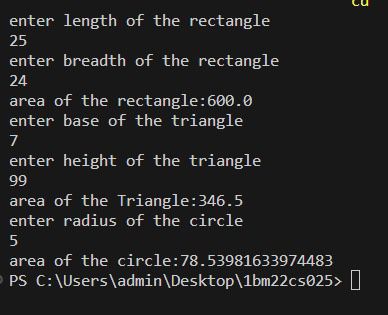 cd
enter length of the rectangle
25
enter breadth of the rectangle
24
area of the rectangle:600.0
enter base of the triangle
7
enter height of the triangle
99
area of the Triangle:346.5
enter radius of the circle
5
area of the circle:78.53981633974483
PS C:\Users\admin\Desktop\1bm22cs025>